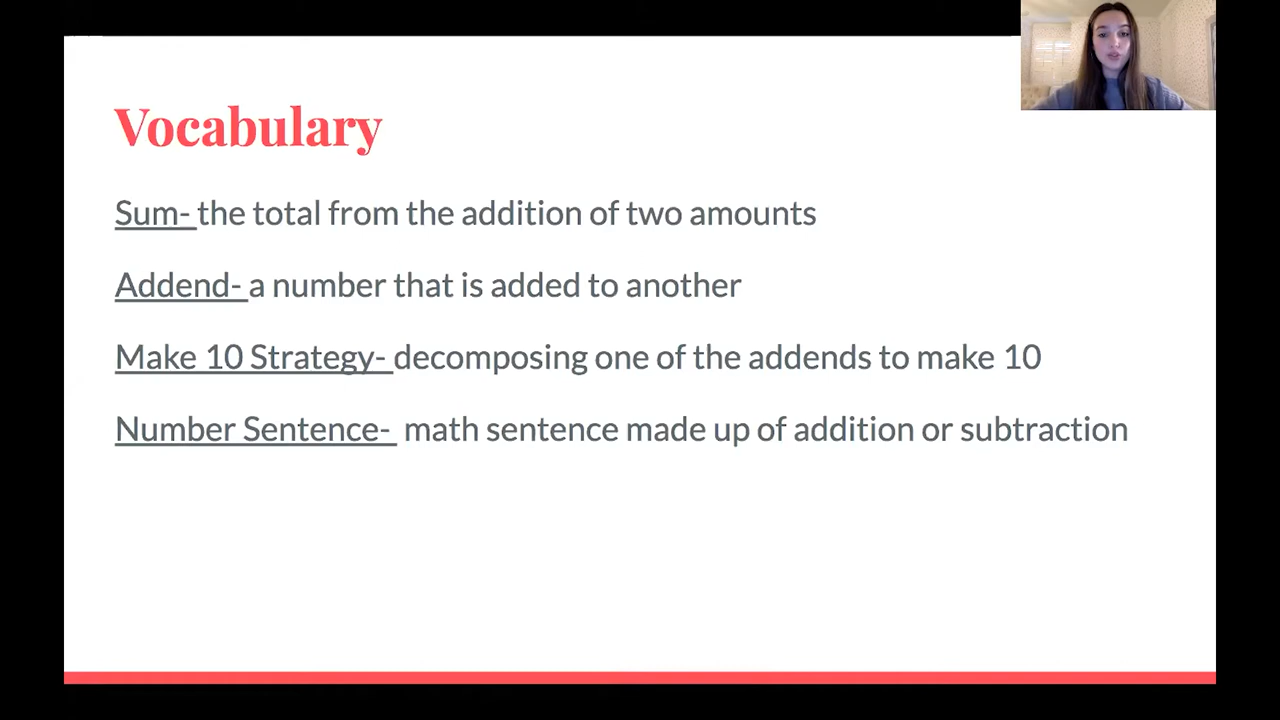 Vocabulary
Sum- the total from the addition of two amounts
Addend- a number that is added to another
Make 10 Strategy- decomposing one of the addends to make 10
Number Sentence- math sentence made up of addition or subtraction